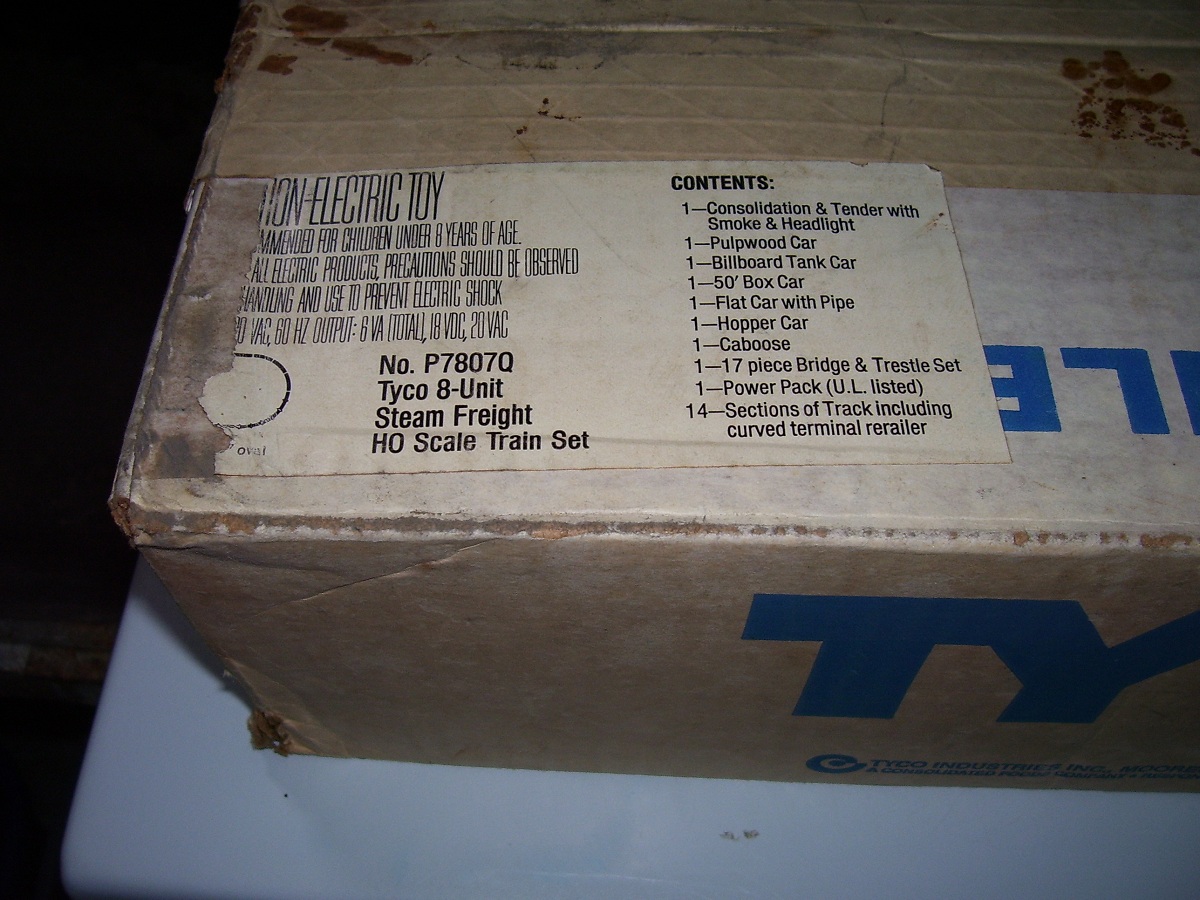 NON-ELECTRIC TOY
MMENDED FOR CHILDREN UNDER 8 YEARS OF AGE.
ALL ELECTRIC PRODUCTS, PRECAUTIONS SHOULD BE OBSERVED
HANDLING AND USE TO PREVENT ELECTRIC SHOCK
0 VAC, 60 HZ OUTPUT: 6 VA (TOTAL), 18 VDC, 20 VAC
No. P7807Q
Tyco 8-Unit
Steam Freight
HO Scale Train Set
oval
CONTENTS:
1—Consolidation & Tender with
Smoke & Headlight
1—Pulpwood Car
1—Billboard Tank Car
1—50' Box Car
1—Flat Car with Pipe
1—Hopper Car
1—Caboose
1—17 piece Bridge & Trestle Set
1—Power Pack (U.L. listed)
14—Sections of Track including
curved terminal rerailer
TY
TYCO INDUSTRIES, INC., MOORE
A CONSOLIDATED FOODS COMPANY